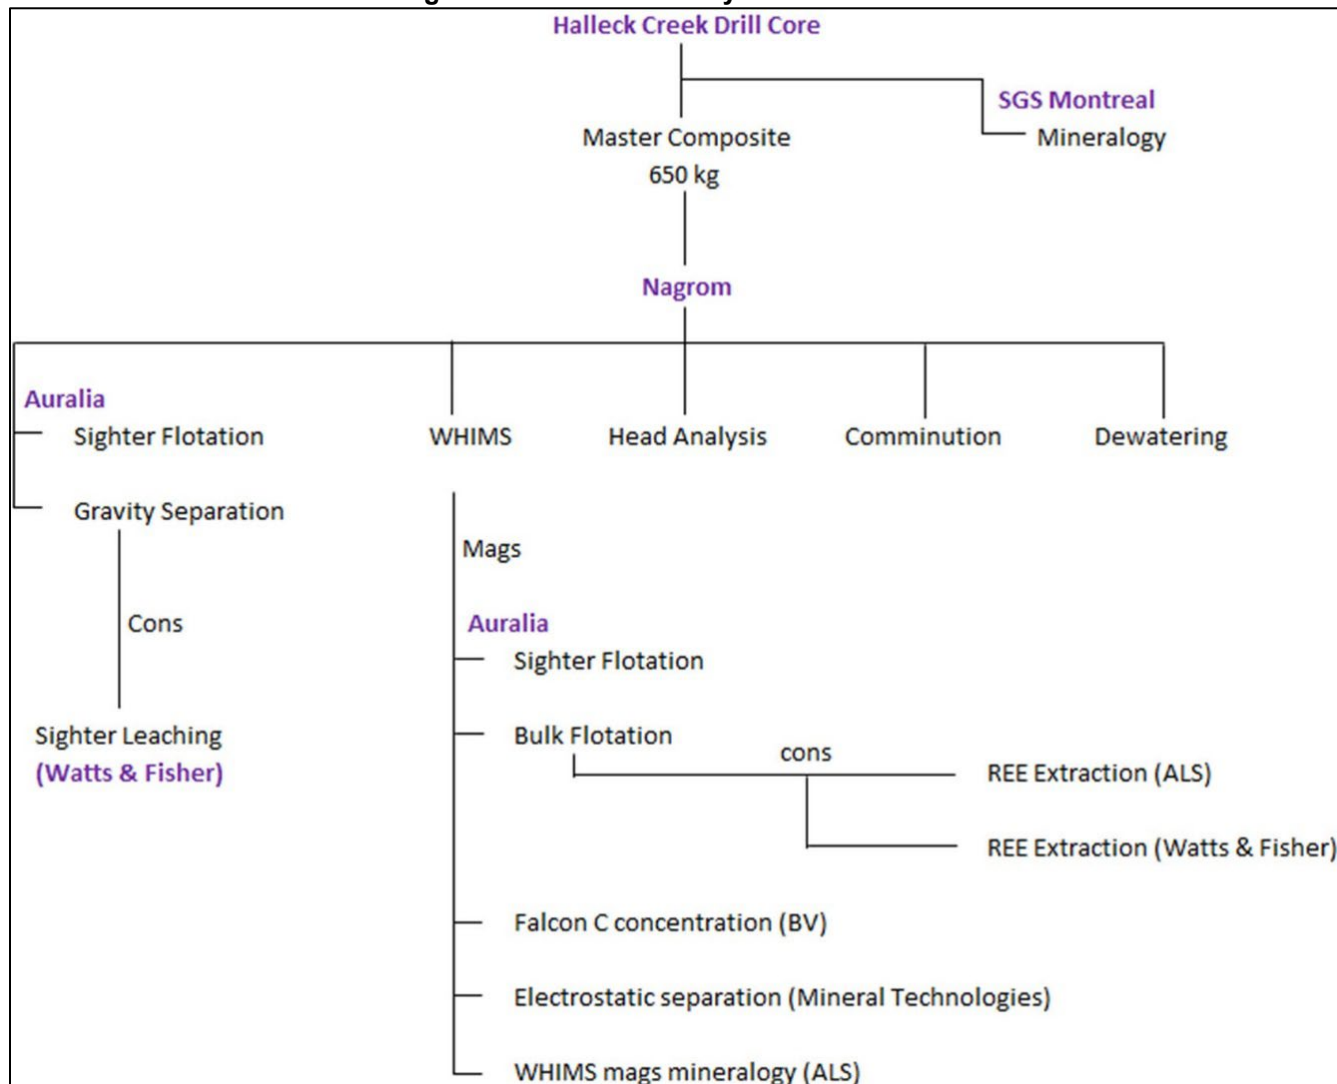 Halleck Creek Drill Core
SGS Montreal
Master Composite
Mineralogy
650 kg
Nagrom
Auralia
Sighter Flotation
WHIMS
Head Analysis
Comminution
Dewatering
Gravity Separation
Mags
Cons
Auralia
Sighter Flotation
Sighter Leaching
(Watts & Fisher)
Bulk Flotation
cons
REE Extraction (ALS)
REE Extraction (Watts & Fisher)
Falcon C concentration (BV)
Electrostatic separation (Mineral Technologies)
WHIMS mags mineralogy (ALS)